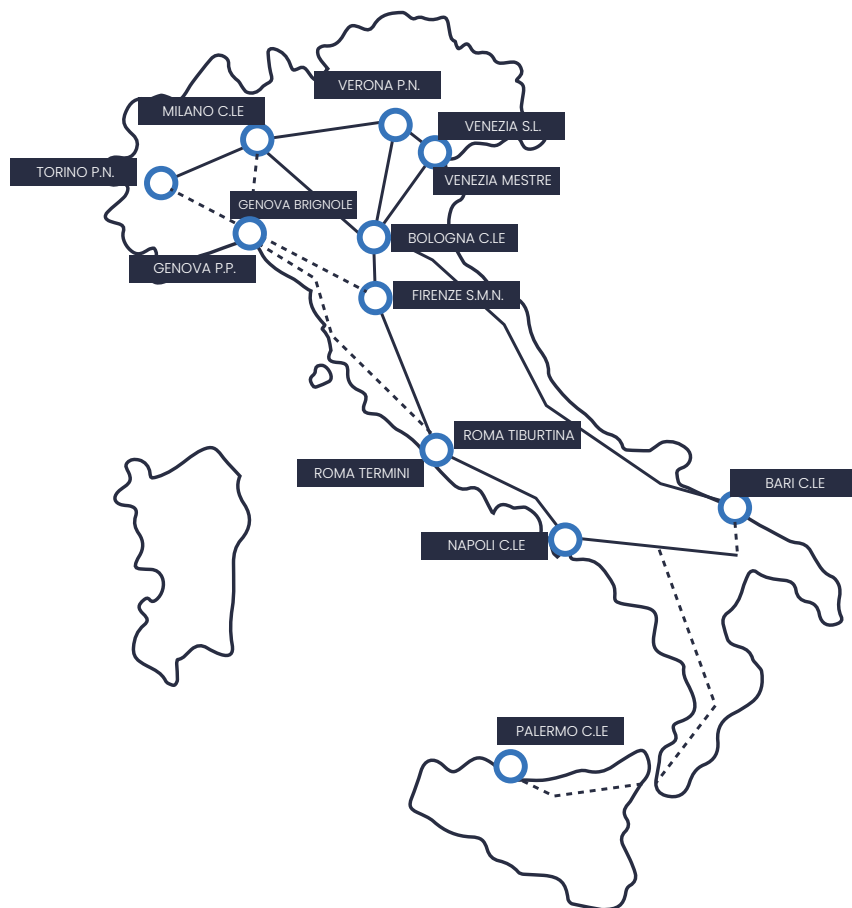 VERONA P.N.
MILANO C.LE
VENEZIA S.L.
TORINO P.N.
VENEZIA MESTRE
GENOVA BRIGNOLE
BOLOGNA C.LE
GENOVA P.P.
FIRENZE S.M.N.
ROMA TIBURTINA
ROMA TERMINI
BARI C.LE
NAPOLI C.LE
PALERMO C.LE